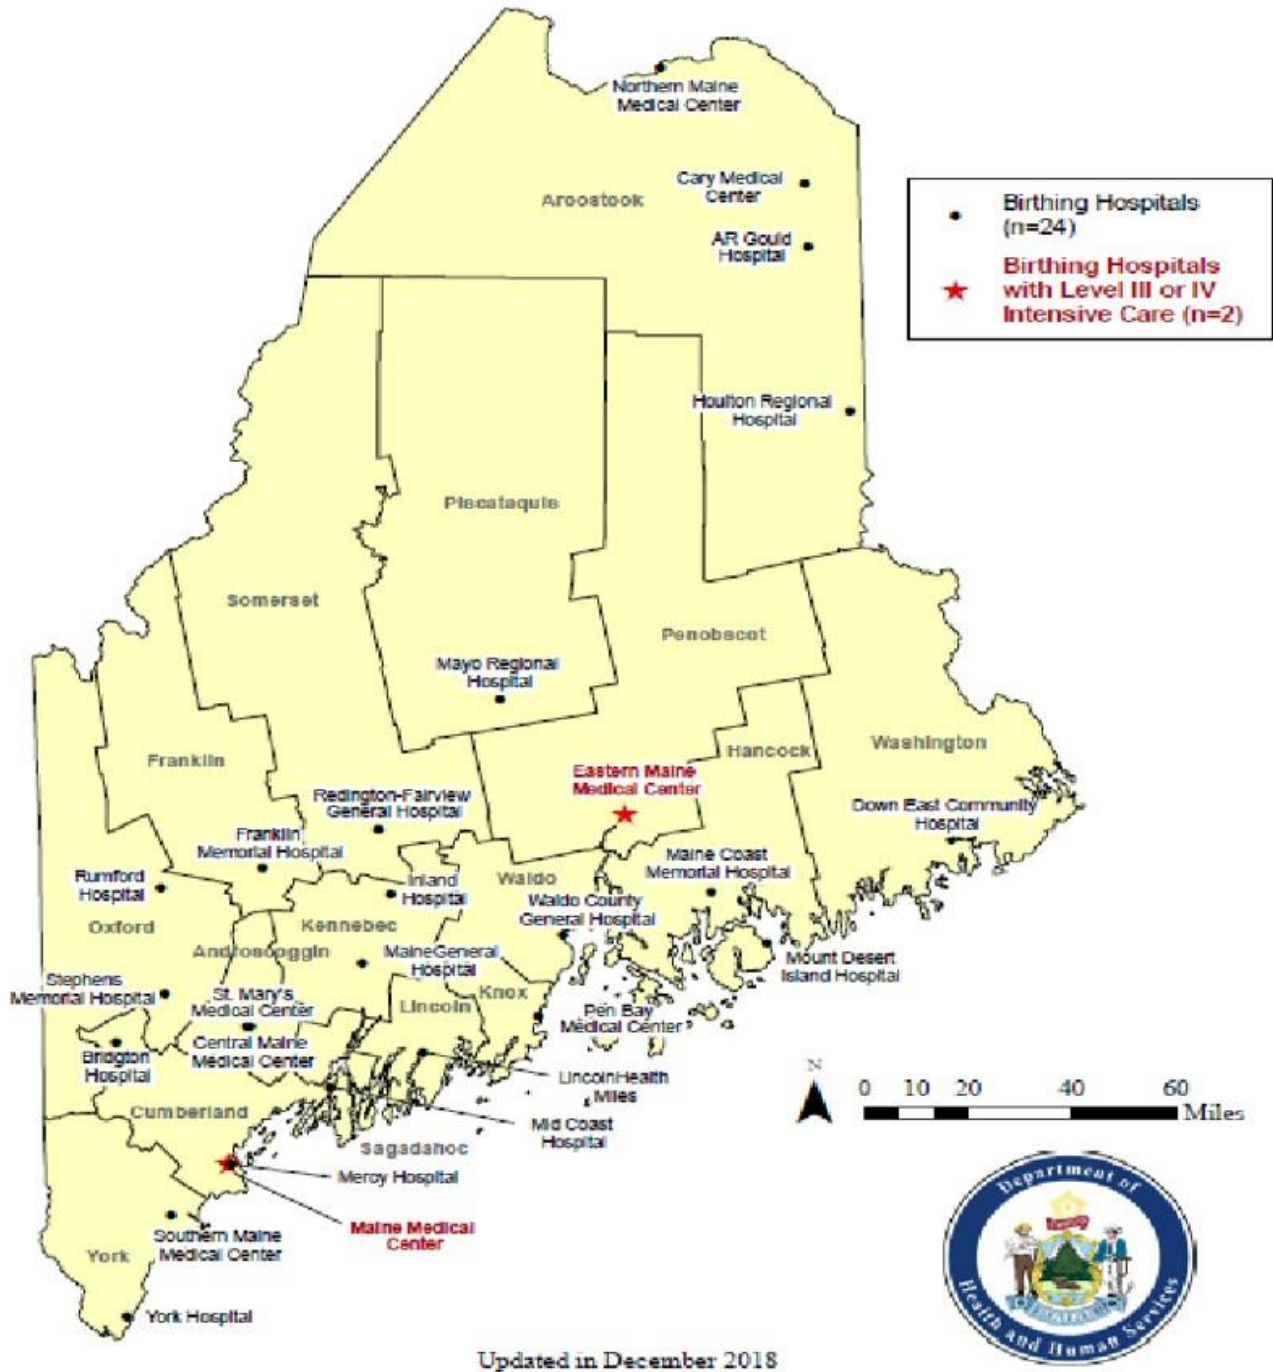 Northern Maine
Medical Center
Cary Medical
Center
Aroostook
AR Gould
Hospital
Birthing Hospitals
(n=24)
Birthing Hospitals
with Level III or IV
Intensive Care (n=2)
Houlton Regional
Hospital
Piscataquis
Somerset
Penobscot
Mayo Regional
Hospital
Franklin
Hancock
Washington
Eastern Maine
Medical Center
Redington-Fairview
General Hospital
Down East Community
Hospital
Franklin
Memorial Hospital
Maine Coast
Memorial Hospital
Rumford
Hospital
Inland
Hospital
Waldo
Waldo County
General Hospital
Oxford
Kennebec
Androscoggin
MaineGeneral
Hospital
Mount Desert
Island Hospital
Stephens
Memorial Hospital
St. Mary's
Medical Center
Lincoln
Knox
Pen Bay
Medical Center
Central Maine
Medical Center
Bridgton
Hospital
LincolnHealth
Miles
N
0 10 20 40 60
Miles
Cumberland
Mid Coast
Hospital
Sagadahoc
Mercy Hospital
Maine Medical
Center
Southern Maine
Medical Center
York
York Hospital
Department of
Health and Human Services
Updated in December 2018